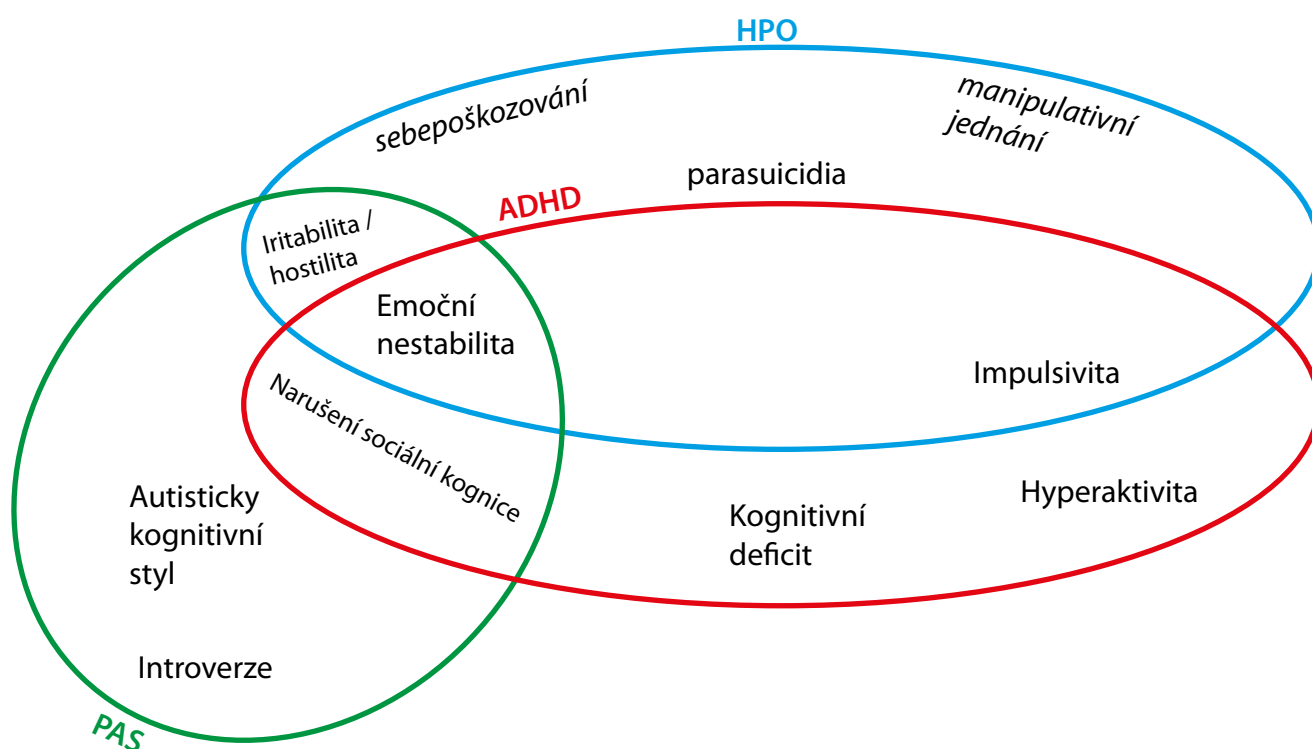 HPO
sebepoškozování
manipulativní
jednání
parasuicidia
ADHD
Iritabilita /
hostilita
Emoční
nestabilita
Impulsivita
Narušení sociální kognice
Autisticky
kognitivní
styl
Kognitivní
deficit
Hyperaktivita
Introverze
PAS